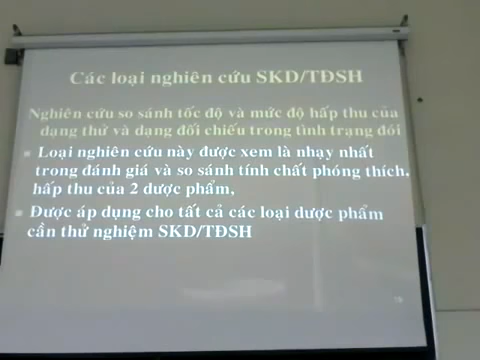 Các loại nghiên cứu SKD/TĐSH
Nghiên cứu so sánh tốc độ và mức độ hấp thu của
dạng thử và dạng đối chiếu trong tình trạng đói
Loại nghiên cứu này được xem là nhạy nhất
trong đánh giá và so sánh tính chất phóng thích,
hấp thu của 2 dược phẩm,
Được áp dụng cho tất cả các loại dược phẩm
cần thử nghiệm SKD/TĐSH